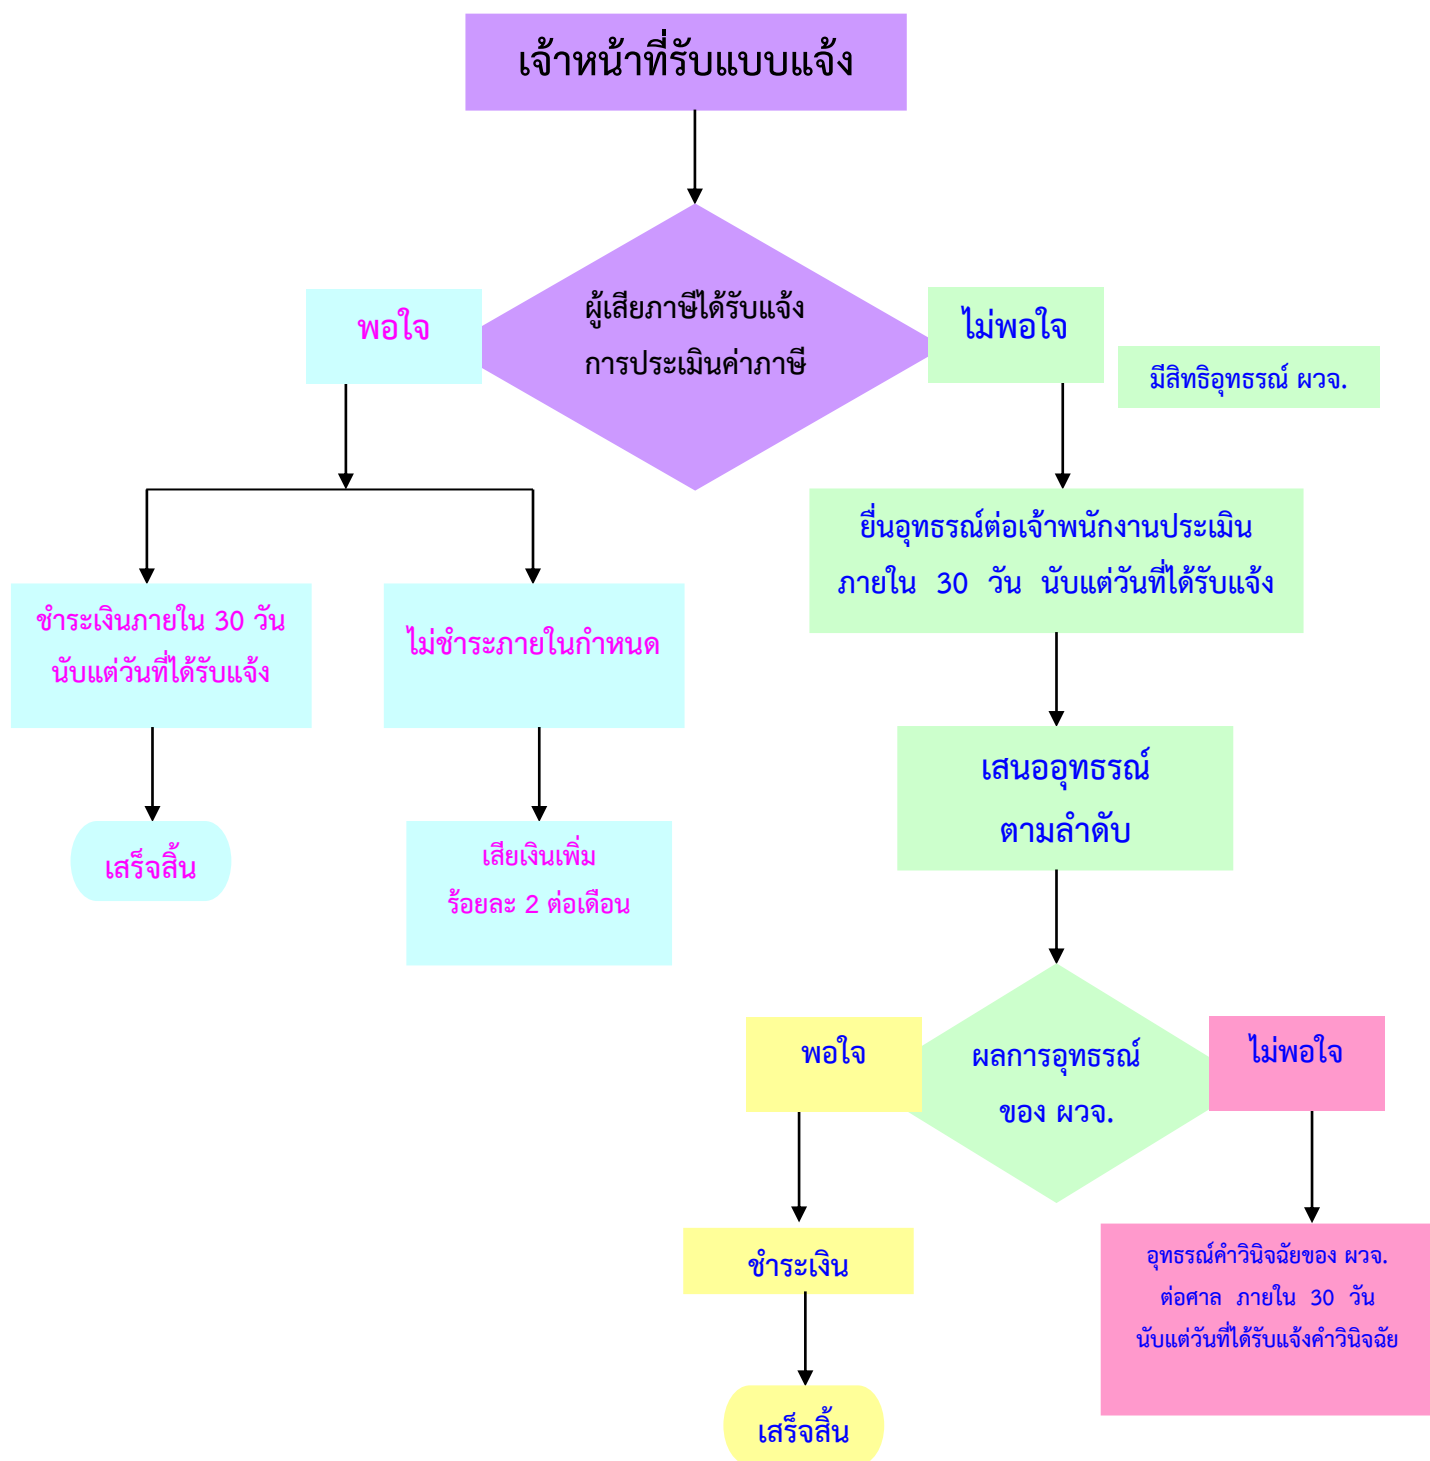 เจ้าหน้าที่รับแบบแจ้ง
ผู้เสียภาษีได้รับแจ้ง
การประเมินค่าภาษี
พอใจ
ไม่พอใจ
มีสิทธิอุทธรณ์ ผวจ.
ยื่นอุทธรณ์ต่อเจ้าพนักงานประเมิน
ภายใน 30 วัน นับแต่วันที่ได้รับแจ้ง
ชำระเงินภายใน 30 วัน
นับแต่วันที่ได้รับแจ้ง
ไม่ชำระภายในกำหนด
เสนออุทธรณ์
ตามลำดับ
เสร็จสิ้น
เสียเงินเพิ่ม
ร้อยละ 2 ต่อเดือน
พอใจ
ผลการอุทธรณ์
ของ ผวจ.
ไม่พอใจ
ชำระเงิน
อุทธรณ์คำวินิจฉัยของ ผวจ.
ต่อศาล ภายใน 30 วัน
นับแต่วันที่ได้รับแจ้งคำวินิจฉัย
เสร็จสิ้น